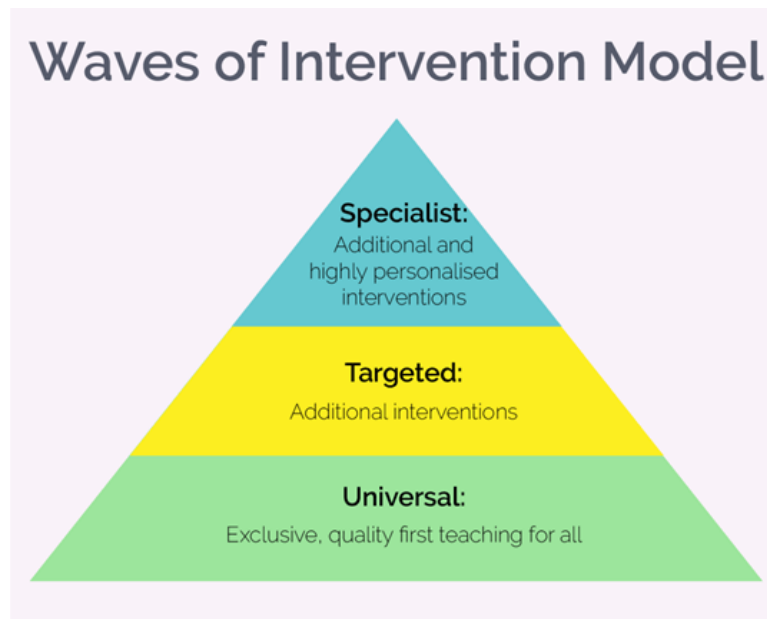 Waves of Intervention Model
Specialist:
Additional and
highly personalised
interventions
Targeted:
Additional interventions
Universal:
Exclusive, quality first teaching for all